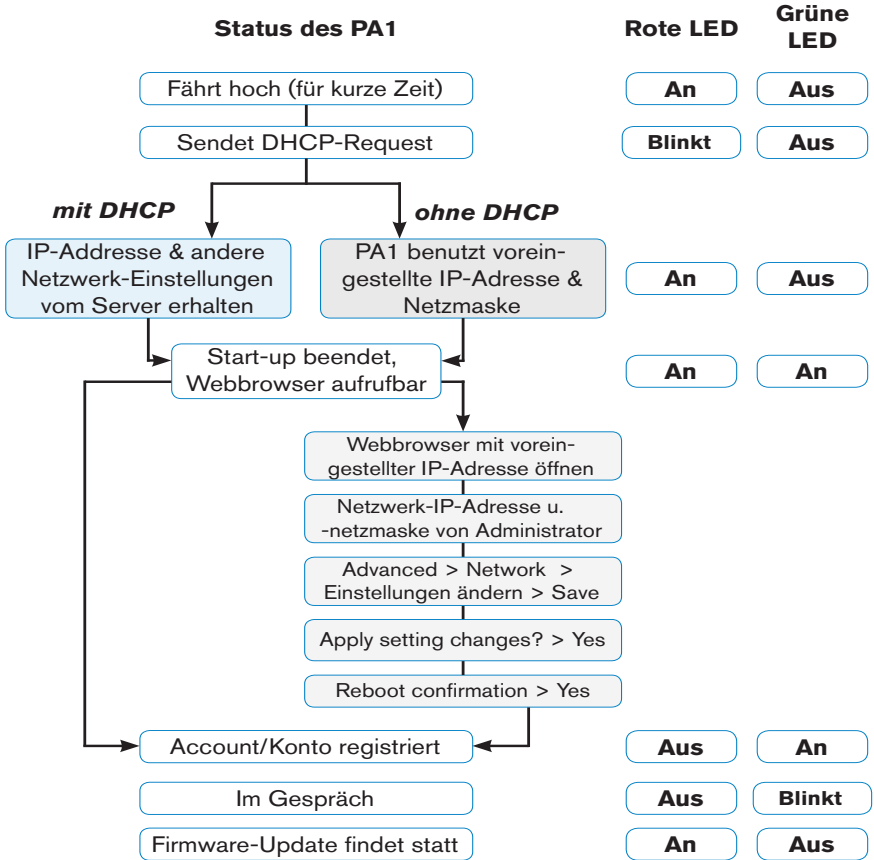 Status des PA1
Rote LED
Grüne
LED
Fährt hoch (für kurze Zeit)
An
Aus
Sendet DHCP-Request
Blinkt
Aus
mit DHCP
ohne DHCP
IP-Addresse & andere
Netzwerk-Einstellungen
vom Server erhalten
PA1 benutzt vorein-
gestellte IP-Adresse &
Netzmaske
An
Aus
Start-up beendet,
Webbrowser aufrufbar
An
An
Webbrowser mit vorein-
gestellter IP-Adresse öffnen
Netzwerk-IP-Adresse u.
-netzmaske von Administrator
Advanced > Network >
Einstellungen ändern > Save
Apply setting changes? > Yes
Reboot confirmation > Yes
Account/Konto registriert
Aus
An
Im Gespräch
Aus
Blinkt
Firmware-Update findet statt
An
Aus